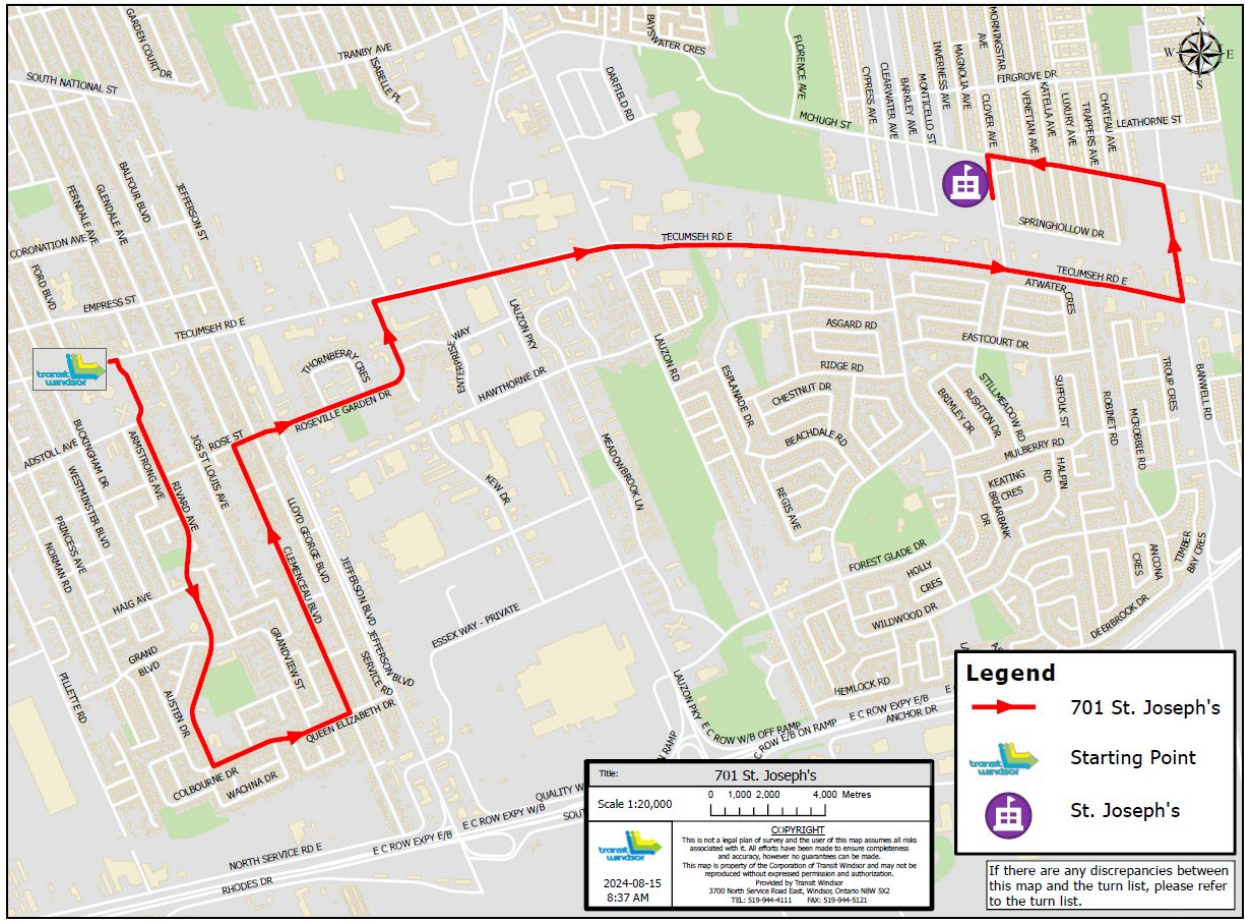 GARDEN COURT DR
TRANBY AVE
ISABELLE PL
SOUTH NATIONAL ST
BAYSWATER CRES
DARFIELD RD
FLORENCE AVE
MCHUGH ST
CYPRESS AVE
CLEARWATER AVE
BARKLEY AVE
MONTICELLO ST
INVERNESS AVE
MAGNOLIA AVE
MORNINGSTAR AVE
CLOVER AVE
FIRGROVE DR
VENETIAN AVE
KATELLA AVE
LUXURY AVE
TRAPPERS AVE
CHATEAU AVE
LEATHORNE ST
N
W
E
S
FERNDALE AVE
GLENDALE AVE
BALFOUR BLVD
JEFFERSON ST
CORONATION AVE
FORD BLVD
EMPRESS ST
TECUMSEH RD E
TECUMSEH RD E
SPRINGHOLLOW DR
TECUMSEH RD E
ATWATER CRES
transit
windsor
THORNBERRY CRES
ENTERPRISE WAY
LAUZON PKY
HAWTHORNE DR
LAUZON RD
ASGARD RD
EASTCOURT DR
RIDGE RD
ESPLANADE DR
CHESTNUT DR
BEACHDALE RD
BRIMLEY DR
RUSHTON DR
STILLMEADOW RD
SUFFOLK ST
ROBINET RD
TROUP CRES
MCROBBIE RD
BANWELL RD
ROSEVILLE GARDEN DR
ROSE ST
JOS ST LOUIS AVE
ADSTOLL AVE
BUCKINGHAM DR
ARMSTRONG AVE
RIVARD AVE
WESTMINSTER BLVD
PRINCESS AVE
NORMAN RD
MEADOWBROOK LN
KEW DR
REGIS AVE
MULBERRY RD
KEATING CRES
HALPIN RD
BRIARBANK DR
LLOYD GEORGE BLVD
CLEMENCEAU BLVD
JEFFERSON BLVD
JEFFERSON BLVD
SERVICE RD
FOREST GLADE DR
HOLLY CRES
WILDWOOD DR
ANCONA CRES
TIMBER BAY CRES
DEERBROOK DR
HAIG AVE
GRAND BLVD
GRANDVIEW ST
AUSTEN DR
PILLETTE RD
ESSEX WAY - PRIVATE
QUEEN ELIZABETH DR
COLBOURNE DR
WACHNA DR
HEMLOCK RD
LAUZON PKY
E C ROW W/B OFF RAMP
E C ROW EXPY E/B
ANCHOR DR
C ROW E/B ON RAMP
N RAMP
QUALITY W
E C ROW EXPY W/B
E C ROW EXPY E/B
NORTH SERVICE RD E
RHODES DR
Legend
701 St. Joseph's
transit
windsor
Starting Point
St. Joseph's
Title:
701 St. Joseph's
Scale 1:20,000
0 1,000 2,000 4,000 Metres
transit
windsor
2024-08-15
8:37 AM
COPYRIGHT
This is not a legal plan of survey and the user of this map assumes all risks
associated with it. All efforts have been made to ensure completeness
and accuracy, however no guarantees can be made.
This map is property of the Corporation of Transit Windsor and may not be
reproduced without expressed permission and authorization.
Provided by Transit Windsor
3700 North Service Road East, Windsor, Ontario N8W 5X2
TEL: 519-944-4111 FAX: 519-944-5121
If there are any discrepancies between
this map and the turn list, please refer
to the turn list.